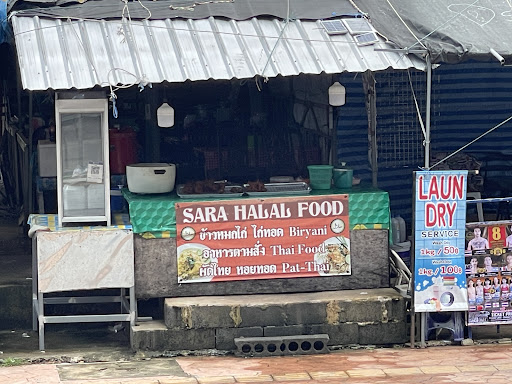 SARA HALAL FOOD
ข้าวหมกไก่ ไก่ทอด Biryani
อาหารตามสั่ง Thai Food
ผัดไทย หอยทอด Pat-Thai
LAUN
DRY
SERVICE
1kg/50฿
1kg/100฿
8